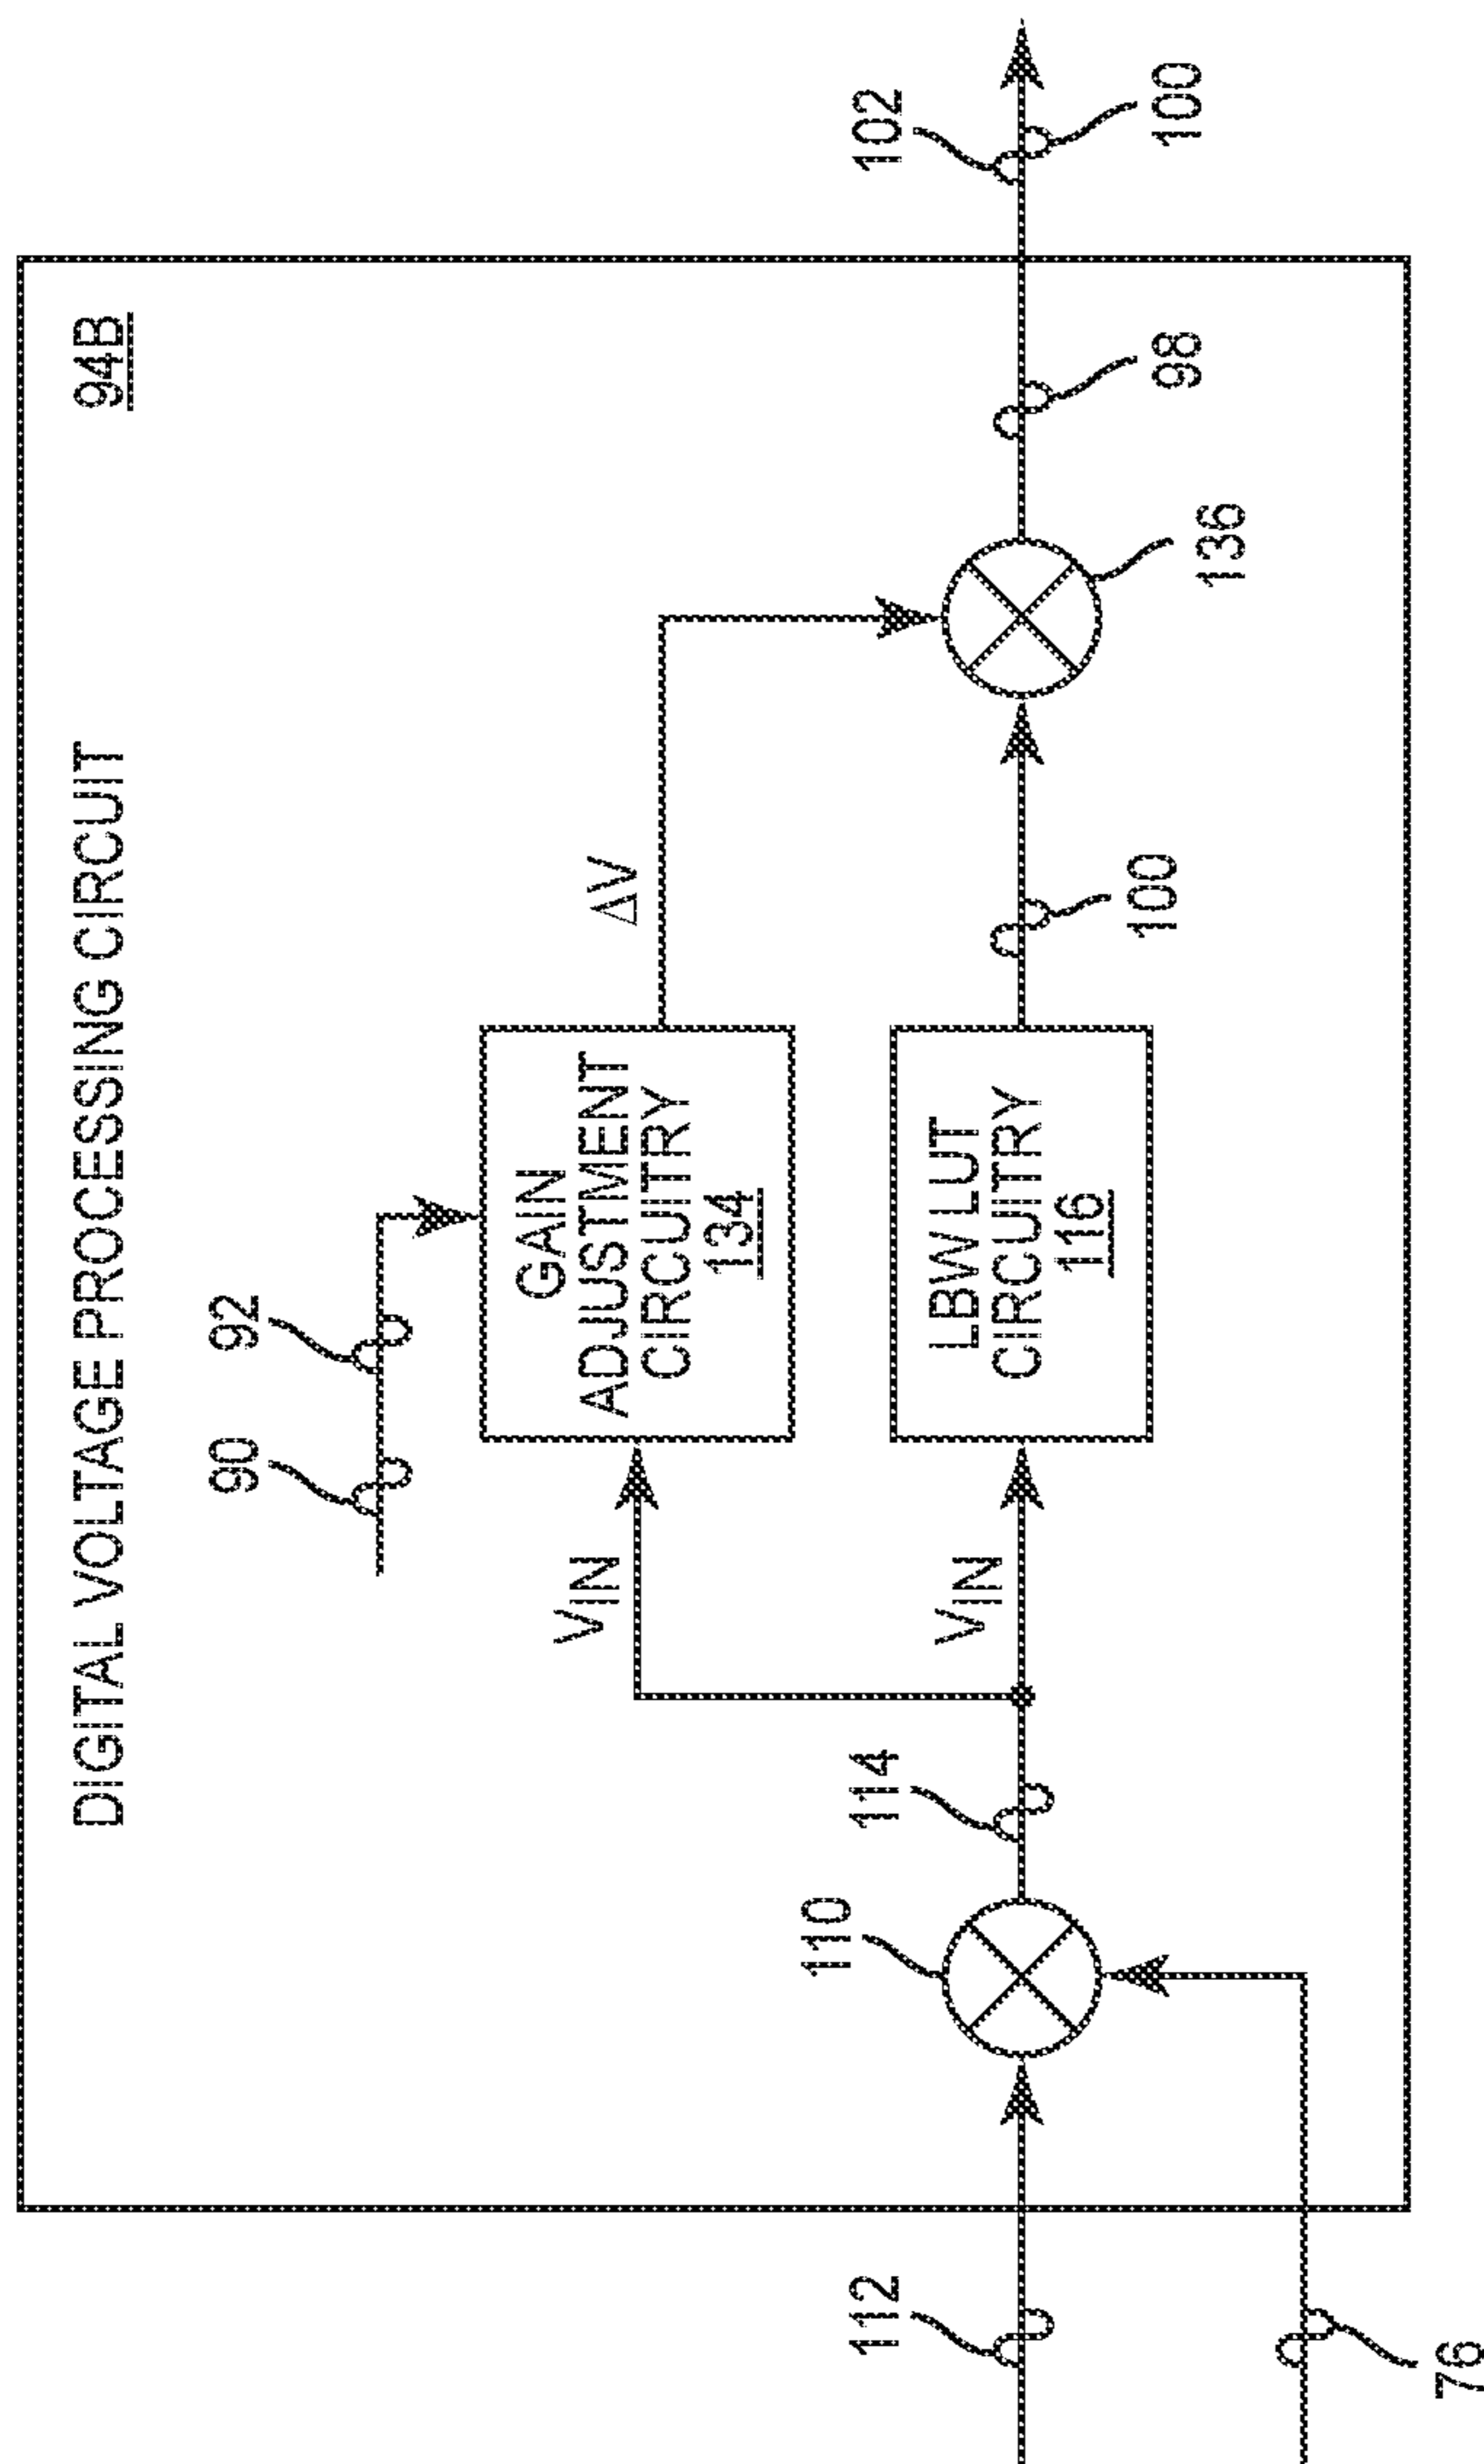 DIGITAL VOLTAGE PROCESSING CIRCUIT
94B
90
92
GAIN
ADJUSTMENT
CIRCUITRY
134
ΔV
VIN
VIN
LBW LUT
CIRCUITRY
116
112
110
114
102
76
100
136
98
100